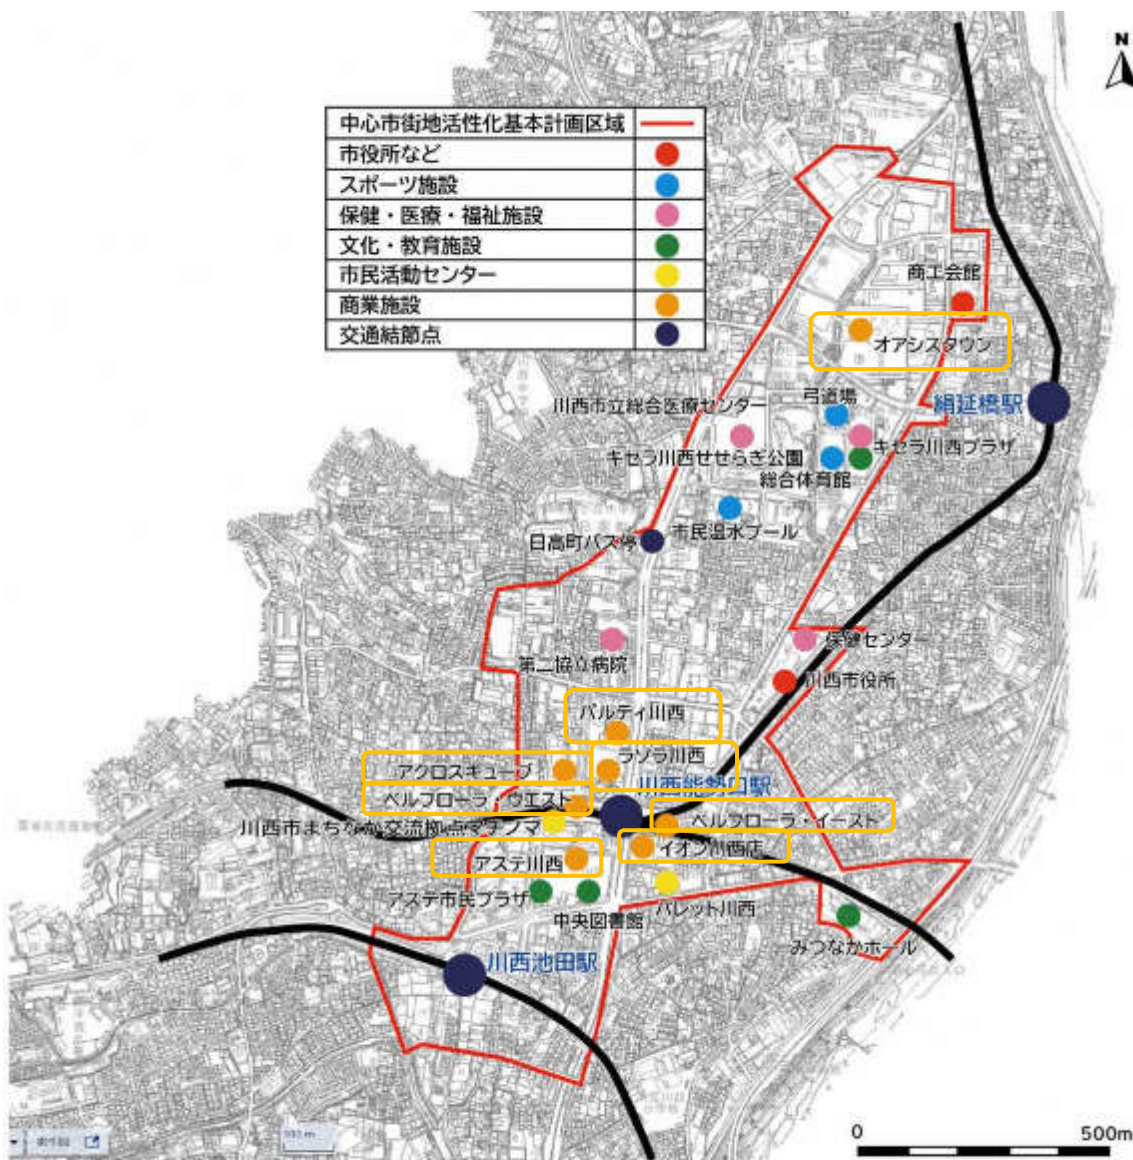 N
中心市街地活性化基本計画区域
市役所など
スポーツ施設
保健・医療・福祉施設
文化・教育施設
市民活動センター
商業施設
交通結節点
商工会館
オアシスタウン
弓道場
絹延橋駅
川西市立総合医療センター
キセラ川西プラザ
キセラ川西せせらぎ公園
総合体育館
市民温水プール
日高町バス停
保健センター
第二協立病院
川西市役所
パルティ川西
ラソラ川西
アクロスキューブ
川西能勢口駅
ベルフローラ・ウエスト
ベルフローラ・イースト
川西市まちなか交流拠点マチノマ
イオン川西店
アステ川西
アステ市民プラザ
中央図書館
パレット川西
みつなかホール
川西池田駅
0 500m